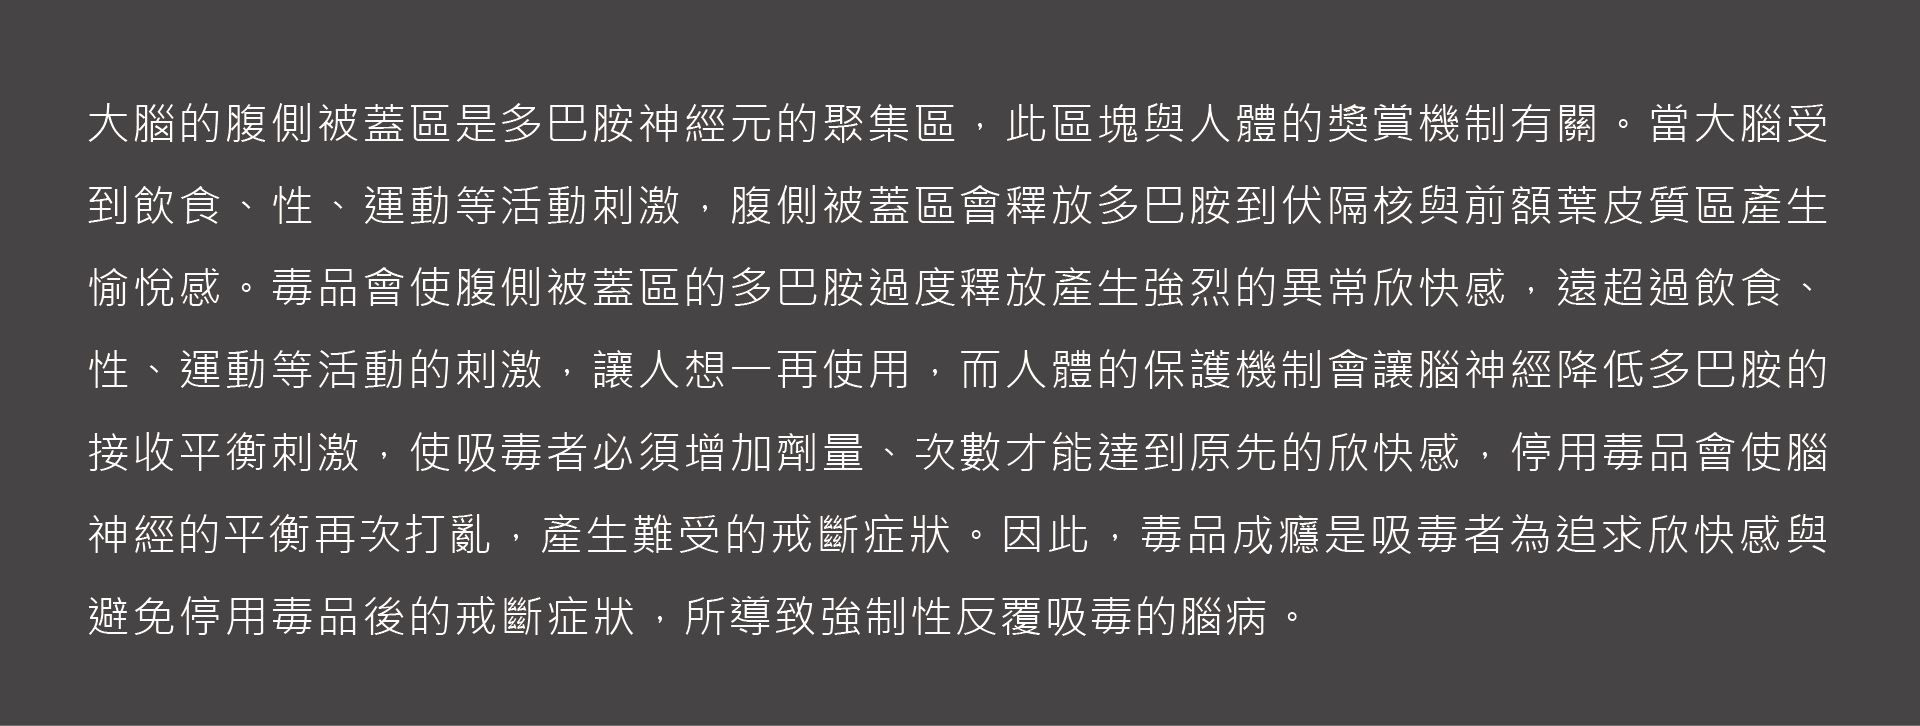 大腦的腹側被蓋區是多巴胺神經元的聚集區，此區塊與人體的獎賞機制有關。當大腦受
到飲食、性、運動等活動刺激，腹側被蓋區會釋放多巴胺到伏隔核與前額葉皮質區產生
愉悅感。毒品會使腹側被蓋區的多巴胺過度釋放產生強烈的異常欣快感，遠超過飲食、
性、運動等活動的刺激，讓人想一再使用，而人體的保護機制會讓腦神經降低多巴胺的
接收平衡刺激，使吸毒者必須增加劑量、次數才能達到原先的欣快感，停用毒品會使腦
神經的平衡再次打亂，產生難受的戒斷症狀。因此，毒品成癮是吸毒者為追求欣快感與
避免停用毒品後的戒斷症狀，所導致強制性反覆吸毒的腦病。